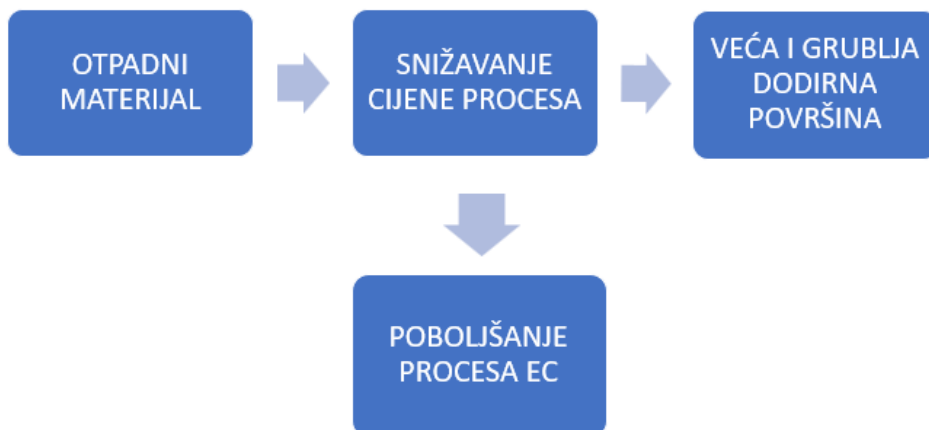 OTPADNI
MATERIJAL
SNIŽAVANJE
CIJENE PROCESA
VEĆA I GRUBLJA
DODIRNA
POVRŠINA
POBOLJŠANJE
PROCESA EC